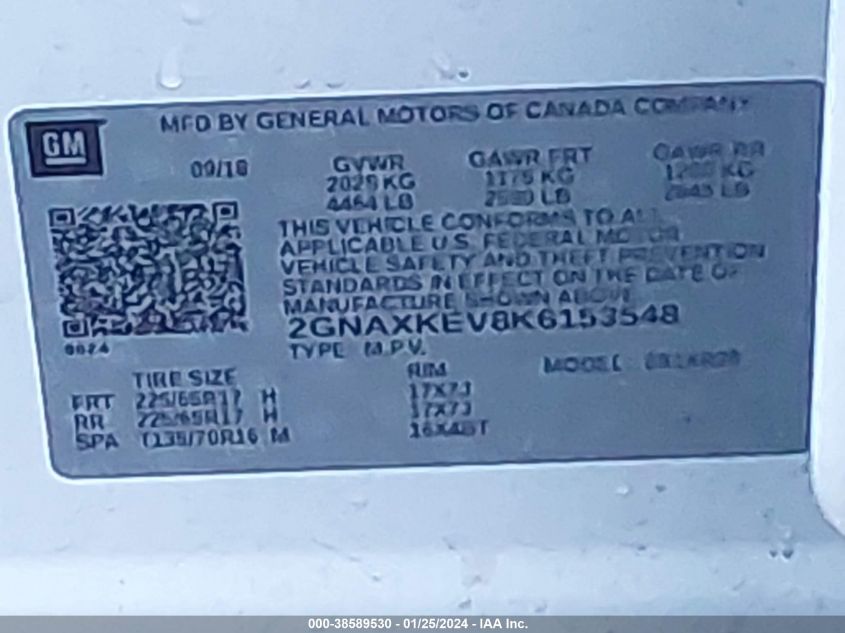 MFD BY GENERAL MOTORS OF CANADA COMPANY
GM
09/18
GVWR GAWR FRT GAWR RR
KG 1175 KG KG
4464 LB LB LB
THIS VEHICLE CONFORMS TO ALL
APPLICABLE U.S. FEDERAL MOTOR
VEHICLE SAFETY AND THEFT PREVENTION
STANDARDS IN EFFECT ON THE DATE OF
MANUFACTURE SHOWN ABOVE
2GNAXKEV8K6153548
TYPE M.P.V. MODEL
TIRE SIZE RIM
FRT 225/65R17 H 17X7J
RR 225/65R17 H 17X7J
SPA T135/70R16 M 16X4BT
000-38589530 - 01/25/2024 - IAA Inc.